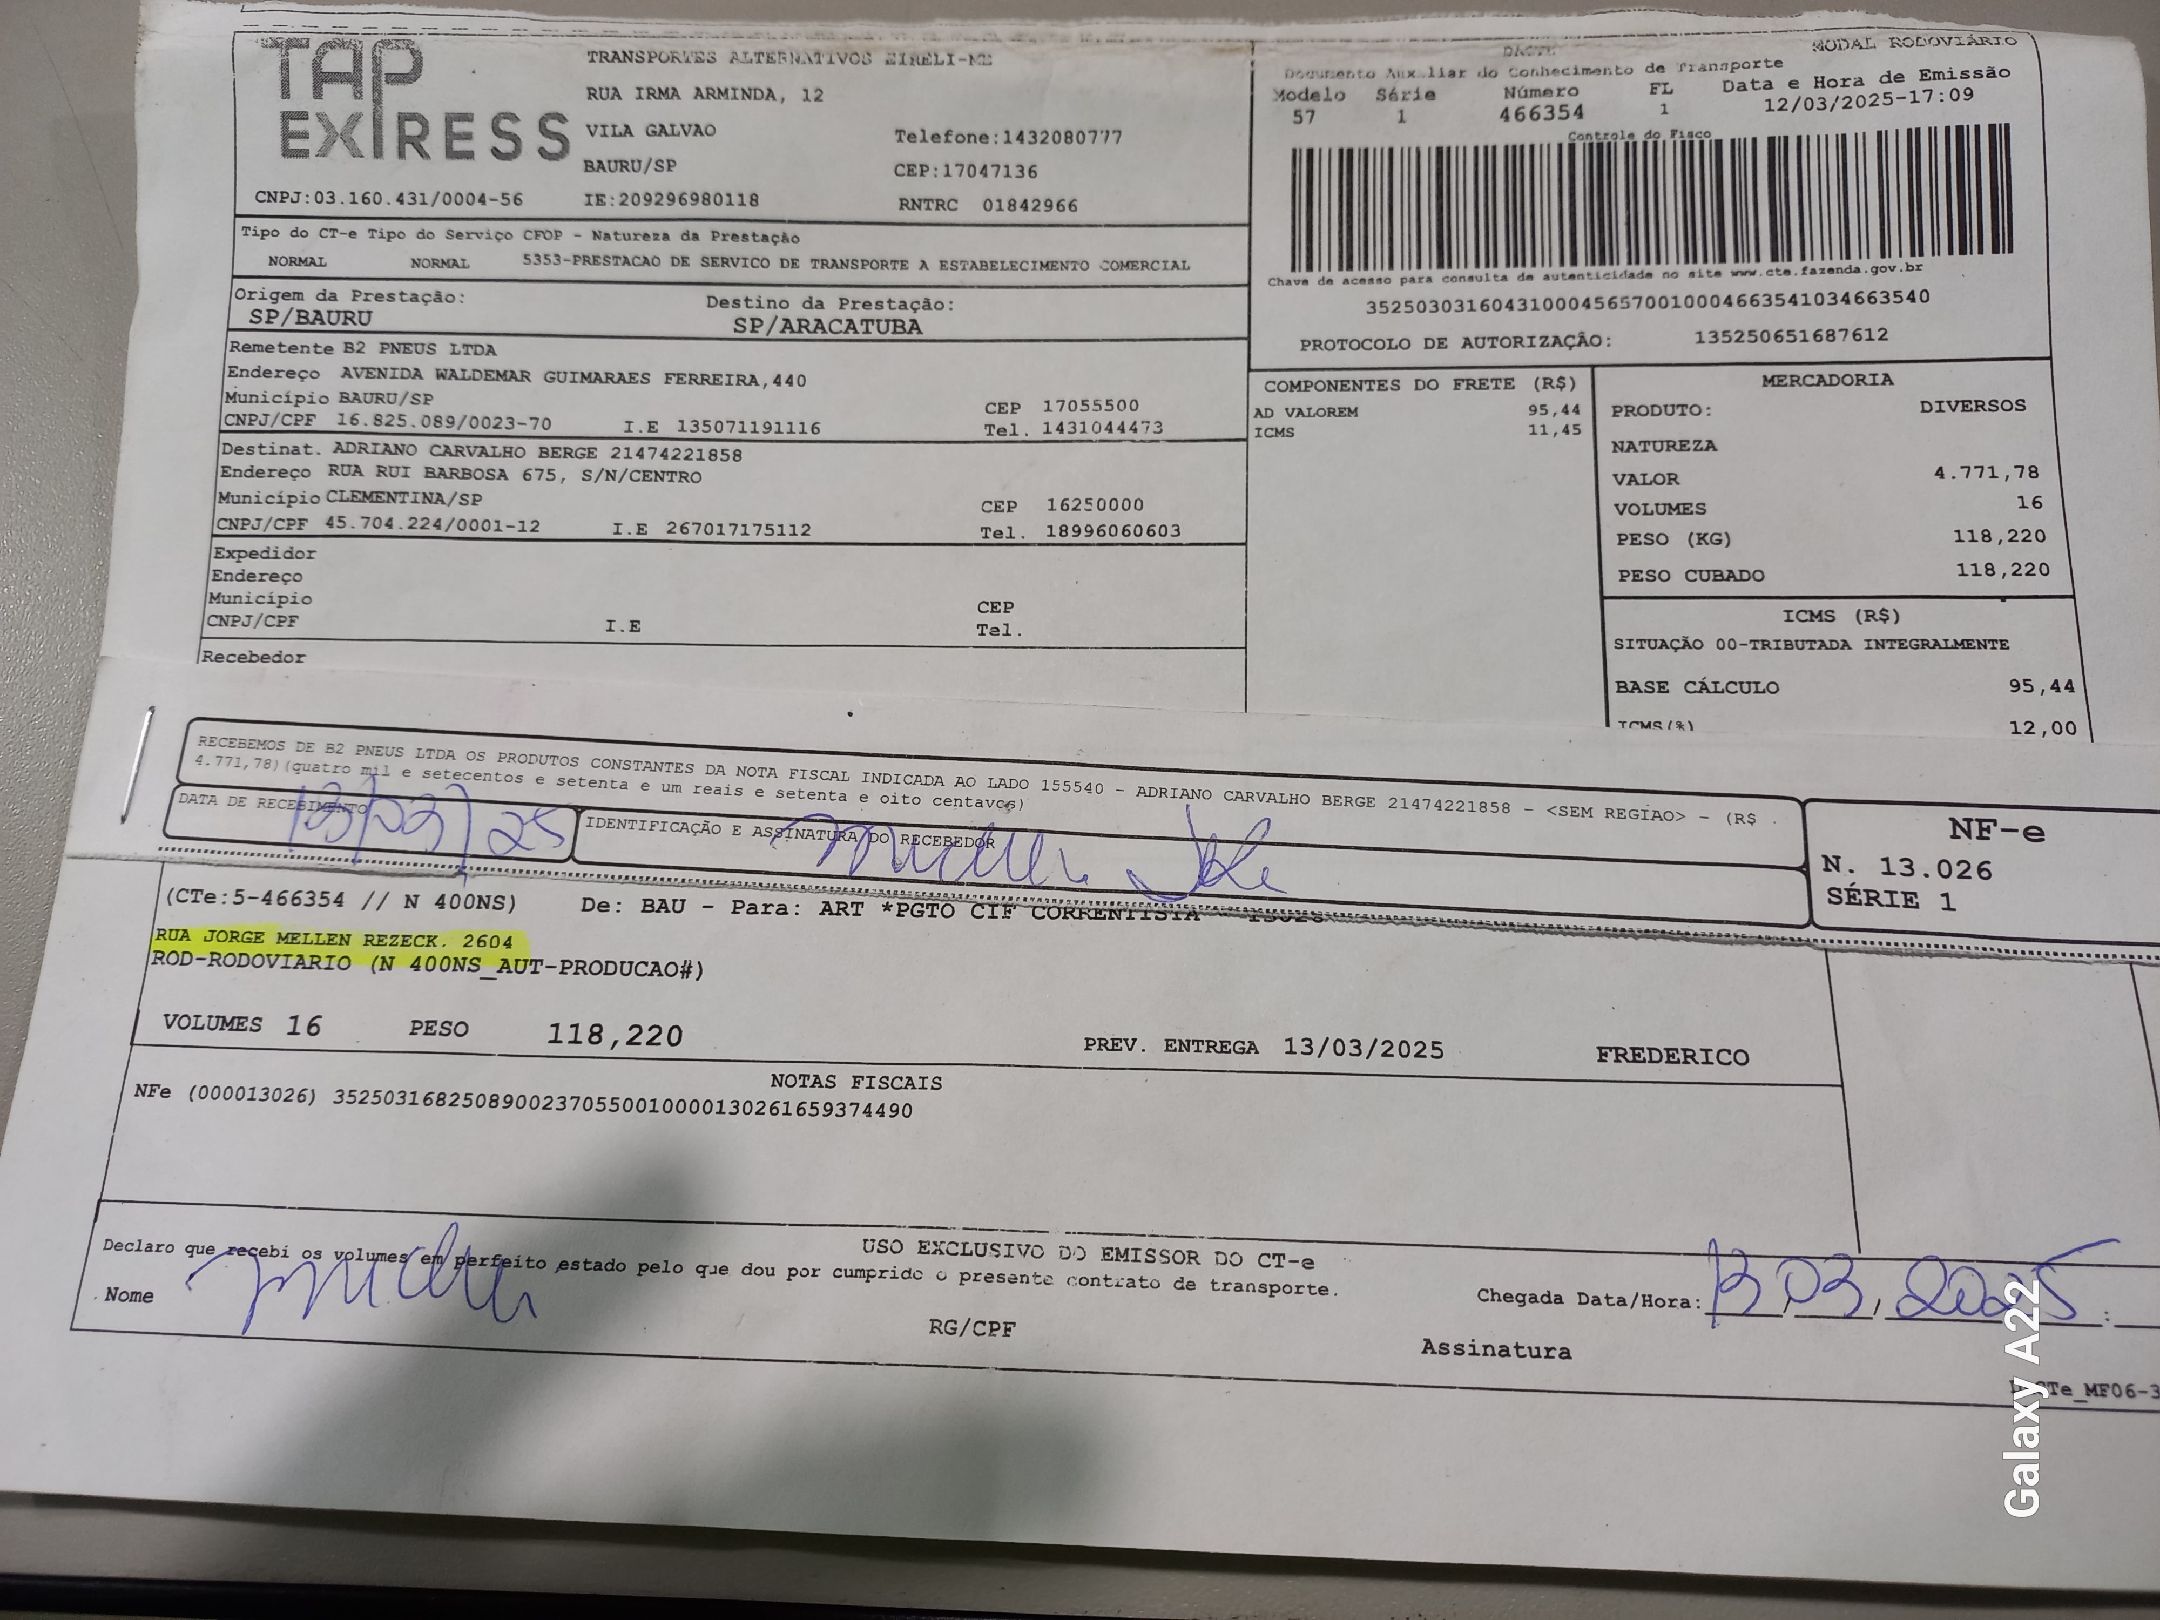 TAP EXPRESS
TRANSPORTES ALTERNATIVOS EIRELI-ME
RUA IRMA ARMINDA, 12
VILA GALVAO
Telefone:1432080777
BAURU/SP
CEP:17047136
CNPJ:03.160.431/0004-56
IE:209296980118
RNTRC 01842966
DACTE
MODAL RODOVIÁRIO
Documento Auxiliar do Conhecimento de Transporte
Modelo Série Número FL Data e Hora de Emissão
57 1 466354 1 12/03/2025-17:09
Controle do Fisco
Chave de acesso para consulta de autenticidade no site www.cte.fazenda.gov.br
35250303160431000456570010004663541034663540
PROTOCOLO DE AUTORIZAÇÂO: 135250651687612
Tipo do CT-e Tipo do Serviço CFOP - Natureza da Prestação
NORMAL NORMAL 5353-PRESTACAO DE SERVICO DE TRANSPORTE A ESTABELECIMENTO COMERCIAL
Origem da Prestação: Destino da Prestação:
SP/BAURU SP/ARACATUBA
Remetente B2 PNEUS LTDA
Endereço AVENIDA WALDEMAR GUIMARAES FERREIRA,440
Município BAURU/SP CEP 17055500
CNPJ/CPF 16.825.089/0023-70 I.E 135071191116 Tel. 1431044473
Destinat. ADRIANO CARVALHO BERGE 21474221858
Endereço RUA RUI BARBOSA 675, S/N/CENTRO
Município CLEMENTINA/SP CEP 16250000
CNPJ/CPF 45.704.224/0001-12 I.E 267017175112 Tel. 18996060603
Expedidor
Endereço
Município CEP
CNPJ/CPF I.E Tel.
Recebedor
COMPONENTES DO FRETE (R$)
AD VALOREM 95,44
ICMS 11,45
MERCADORIA
PRODUTO: DIVERSOS
NATUREZA
VALOR 4.771,78
VOLUMES 16
PESO (KG) 118,220
PESO CUBADO 118,220
ICMS (R$)
SITUAÇÃO 00-TRIBUTADA INTEGRALMENTE
BASE CÁLCULO 95,44
ICMS(%) 12,00
RECEBEMOS DE B2 PNEUS LTDA OS PRODUTOS CONSTANTES DA NOTA FISCAL INDICADA AO LADO 155540 - ADRIANO CARVALHO BERGE 21474221858 - <SEM REGIAO> - (R$ .
4.771,78)(quatro mil e setecentos e setenta e um reais e setenta e oito centavos)
DATA DE RECEBIMENTO
13/03/25
IDENTIFICAÇÃO E ASSINATURA DO RECEBEDOR
NF-e
N. 13.026
SÉRIE 1
(CTe:5-466354 // N 400NS) De: BAU - Para: ART *PGTO CIF CORRENTISTA - 13026
RUA JORGE MELLEN REZECK. 2604
ROD-RODOVIARIO (N 400NS_AUT-PRODUCAO#)
VOLUMES 16 PESO 118,220 PREV. ENTREGA 13/03/2025 FREDERICO
NOTAS FISCAIS
NFe (000013026) 35250316825089002370550010000130261659374490
USO EXCLUSIVO DO EMISSOR DO CT-e
Declaro que recebi os volumes em perfeito estado pelo que dou por cumprido o presente contrato de transporte.
Nome
RG/CPF
Chegada Data/Hora: 13/03/2025 :
Assinatura
Galaxy A22